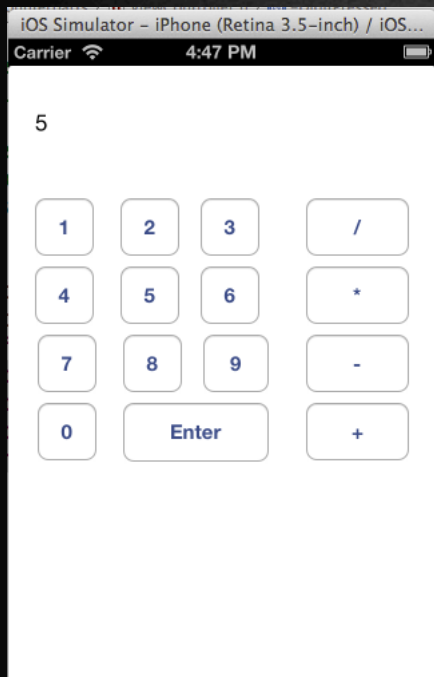 iOS Simulator – iPhone (Retina 3.5-inch) / iOS...
Carrier 4:47 PM
5
1 2 3 /
4 5 6 *
7 8 9 -
0 Enter +